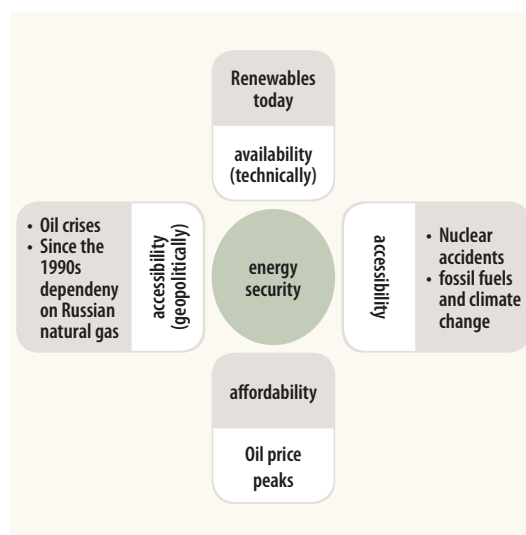 Renewables
today
availability
(technically)
• Oil crises
• Since the
1990s
dependeny
on Russian
natural gas
accessibility
(geopolitically)
energy
security
accessibility
• Nuclear
accidents
• fossil fuels
and climate
change
affordability
Oil price
peaks